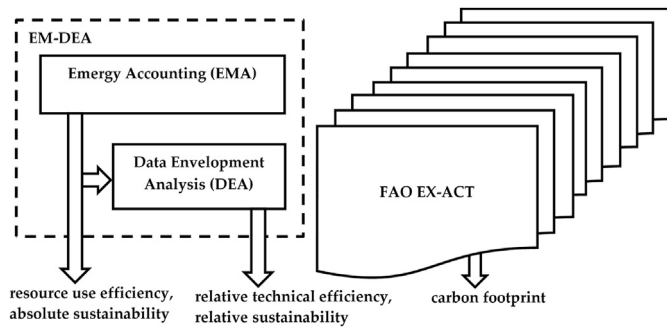 EM-DEA
Emergy Accounting (EMA)
Data Envelopment
Analysis (DEA)
FAO EX-ACT
resource use efficiency,
absolute sustainability
relative technical efficiency,
relative sustainability
carbon footprint